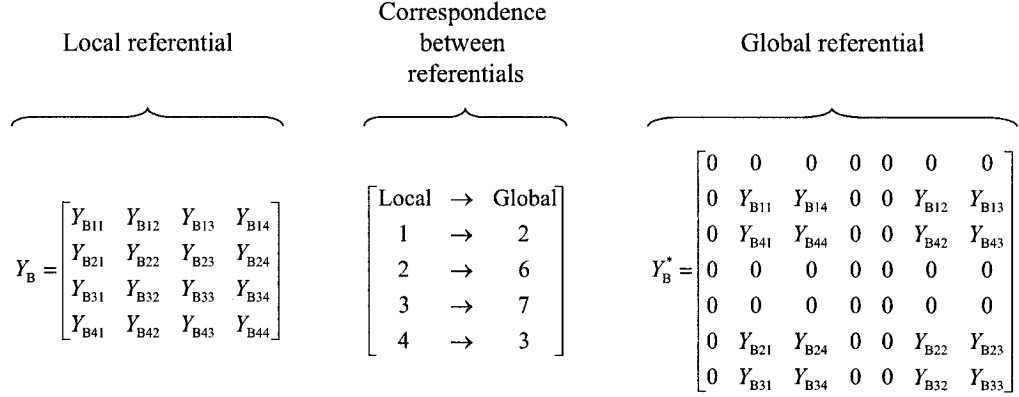 Local referential
Correspondence
between
referentials
Global referential
Y_B = [Y_B11 Y_B12 Y_B13 Y_B14
Y_B21 Y_B22 Y_B23 Y_B24
Y_B31 Y_B32 Y_B33 Y_B34
Y_B41 Y_B42 Y_B43 Y_B44]
[Local → Global
1 → 2
2 → 6
3 → 7
4 → 3]
Y_B^* = [0 0 0 0 0 0 0
0 Y_B11 Y_B14 0 0 Y_B12 Y_B13
0 Y_B41 Y_B44 0 0 Y_B42 Y_B43
0 0 0 0 0 0 0
0 0 0 0 0 0 0
0 Y_B21 Y_B24 0 0 Y_B22 Y_B23
0 Y_B31 Y_B34 0 0 Y_B32 Y_B33]